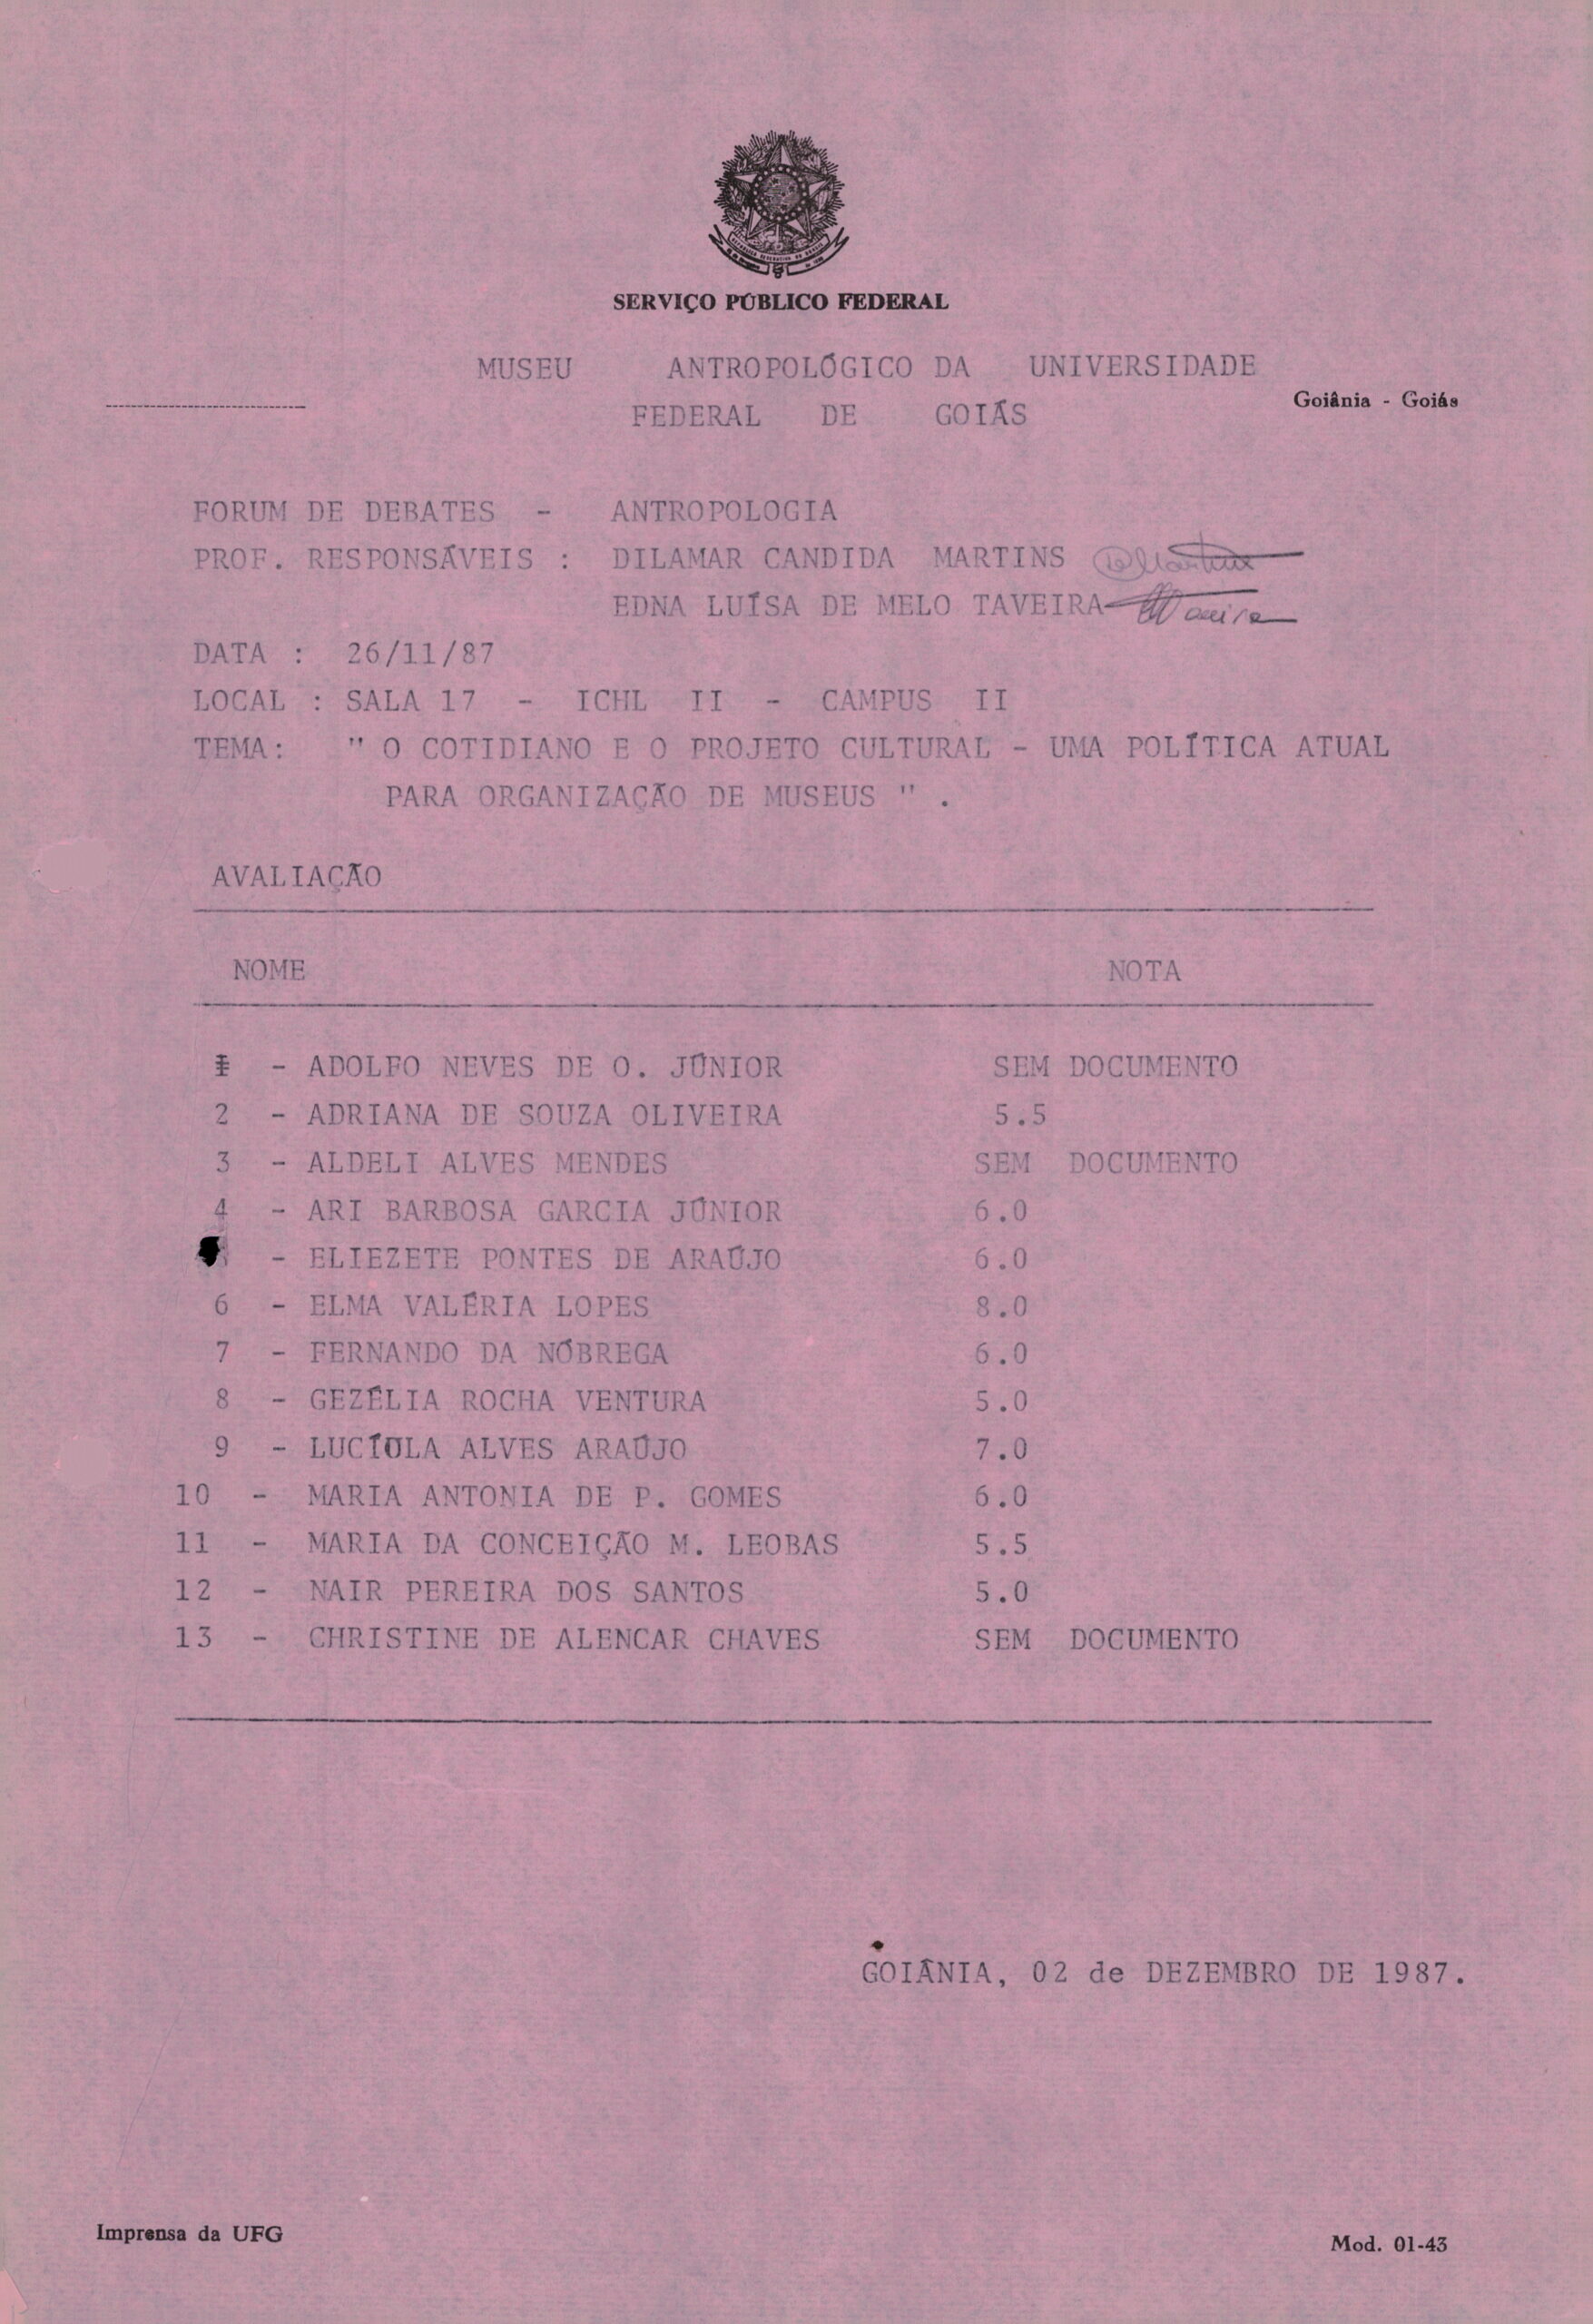 SERVIÇO PÚBLICO FEDERAL
MUSEU ANTROPOLÓGICO DA UNIVERSIDADE
FEDERAL DE GOIÁS
Goiânia - Goiás
FORUM DE DEBATES - ANTROPOLOGIA
PROF. RESPONSÁVEIS : DILAMAR CANDIDA MARTINS
EDNA LUÍSA DE MELO TAVEIRA
DATA : 26/11/87
LOCAL : SALA 17 - ICHL II - CAMPUS II
TEMA: " O COTIDIANO E O PROJETO CULTURAL - UMA POLÍTICA ATUAL
PARA ORGANIZAÇÃO DE MUSEUS " .
AVALIAÇÃO
NOME NOTA
1 - ADOLFO NEVES DE O. JÚNIOR SEM DOCUMENTO
2 - ADRIANA DE SOUZA OLIVEIRA 5.5
3 - ALDELI ALVES MENDES SEM DOCUMENTO
4 - ARI BARBOSA GARCIA JÚNIOR 6.0
- ELIEZETE PONTES DE ARAÚJO 6.0
6 - ELMA VALÉRIA LOPES 8.0
7 - FERNANDO DA NÓBREGA 6.0
8 - GEZÉLIA ROCHA VENTURA 5.0
9 - LUCÍOLA ALVES ARAÚJO 7.0
10 - MARIA ANTONIA DE P. GOMES 6.0
11 - MARIA DA CONCEIÇÃO M. LEOBAS 5.5
12 - NAIR PEREIRA DOS SANTOS 5.0
13 - CHRISTINE DE ALENCAR CHAVES SEM DOCUMENTO
GOIÂNIA, 02 de DEZEMBRO DE 1987.
Imprensa da UFG
Mod. 01-43